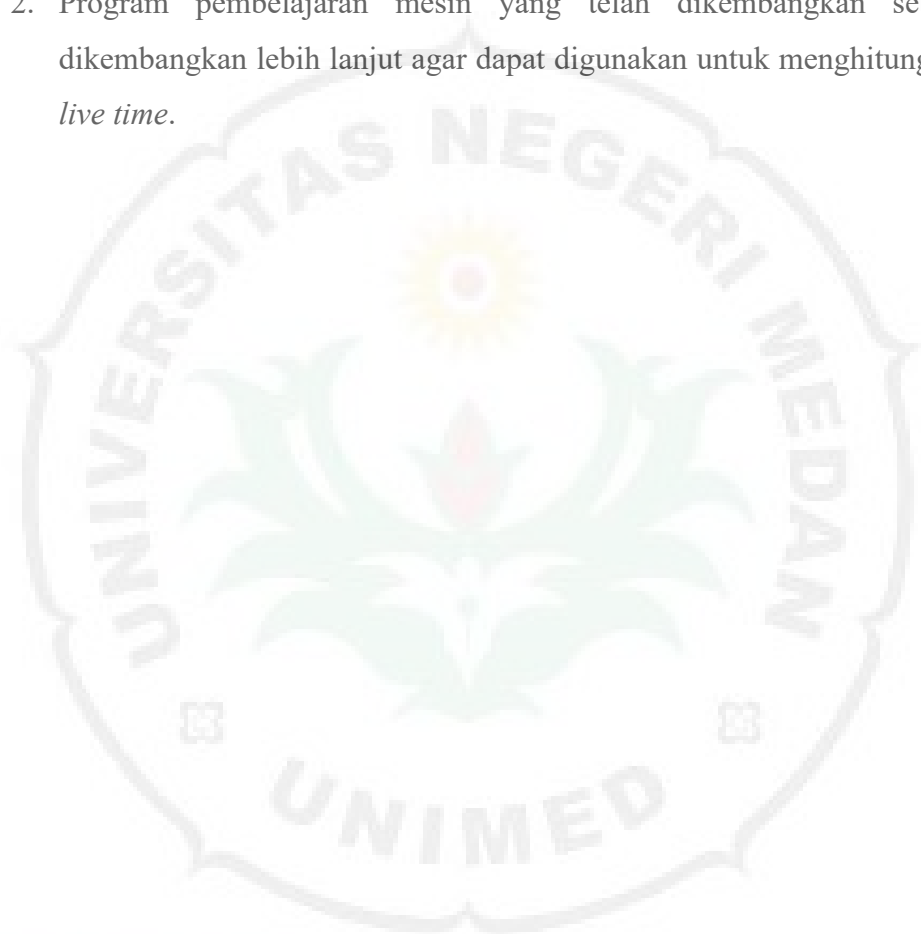 2. Program pembelajaran mesin yang telah dikembangkan se
dikembangkan lebih lanjut agar dapat digunakan untuk menghitung
live time.
UNIVERSITAS NEGERI MEDAN
UNIMED